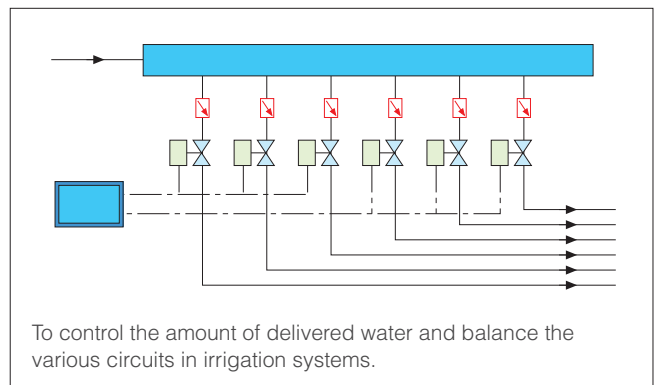 To control the amount of delivered water and balance the
various circuits in irrigation systems.